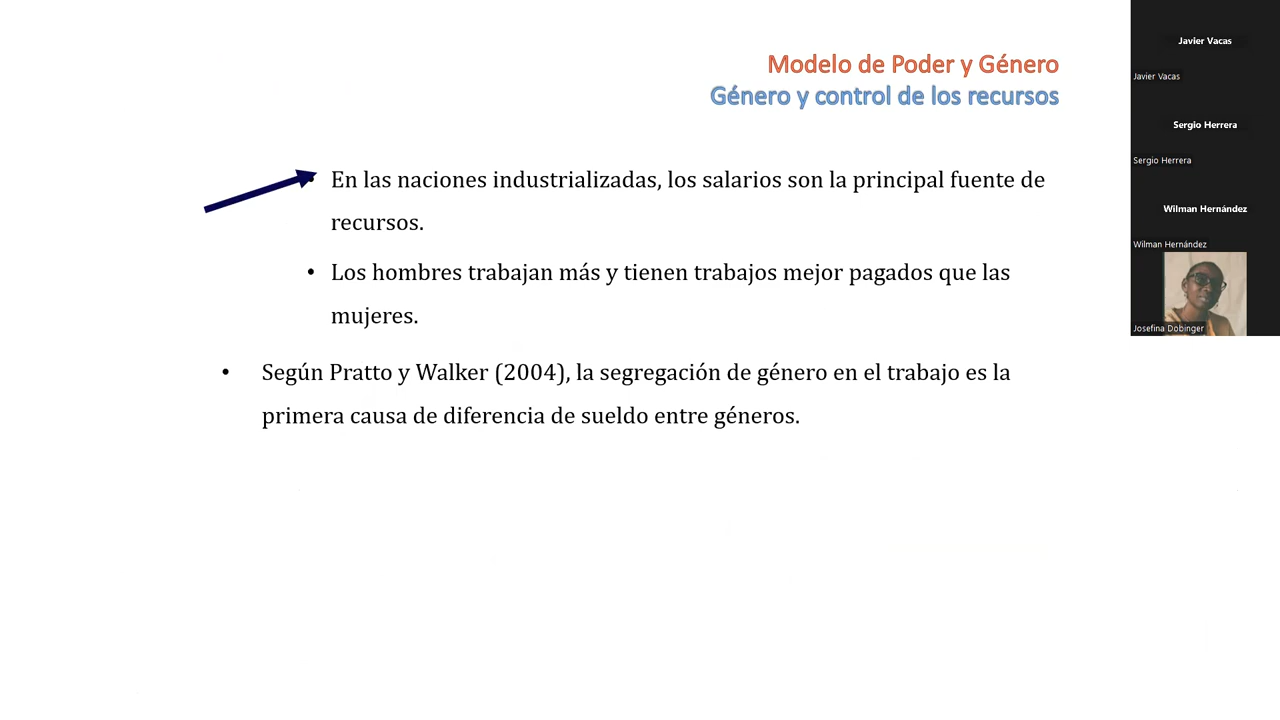 Modelo de Poder y Género
Género y control de los recursos
• En las naciones industrializadas, los salarios son la principal fuente de
recursos.
• Los hombres trabajan más y tienen trabajos mejor pagados que las
mujeres.
• Según Pratto y Walker (2004), la segregación de género en el trabajo es la
primera causa de diferencia de sueldo entre géneros.
Javier Vacas
Javier Vacas
Sergio Herrera
Sergio Herrera
Wilman Hernández
Wilman Hernández
Josefina Dobinger